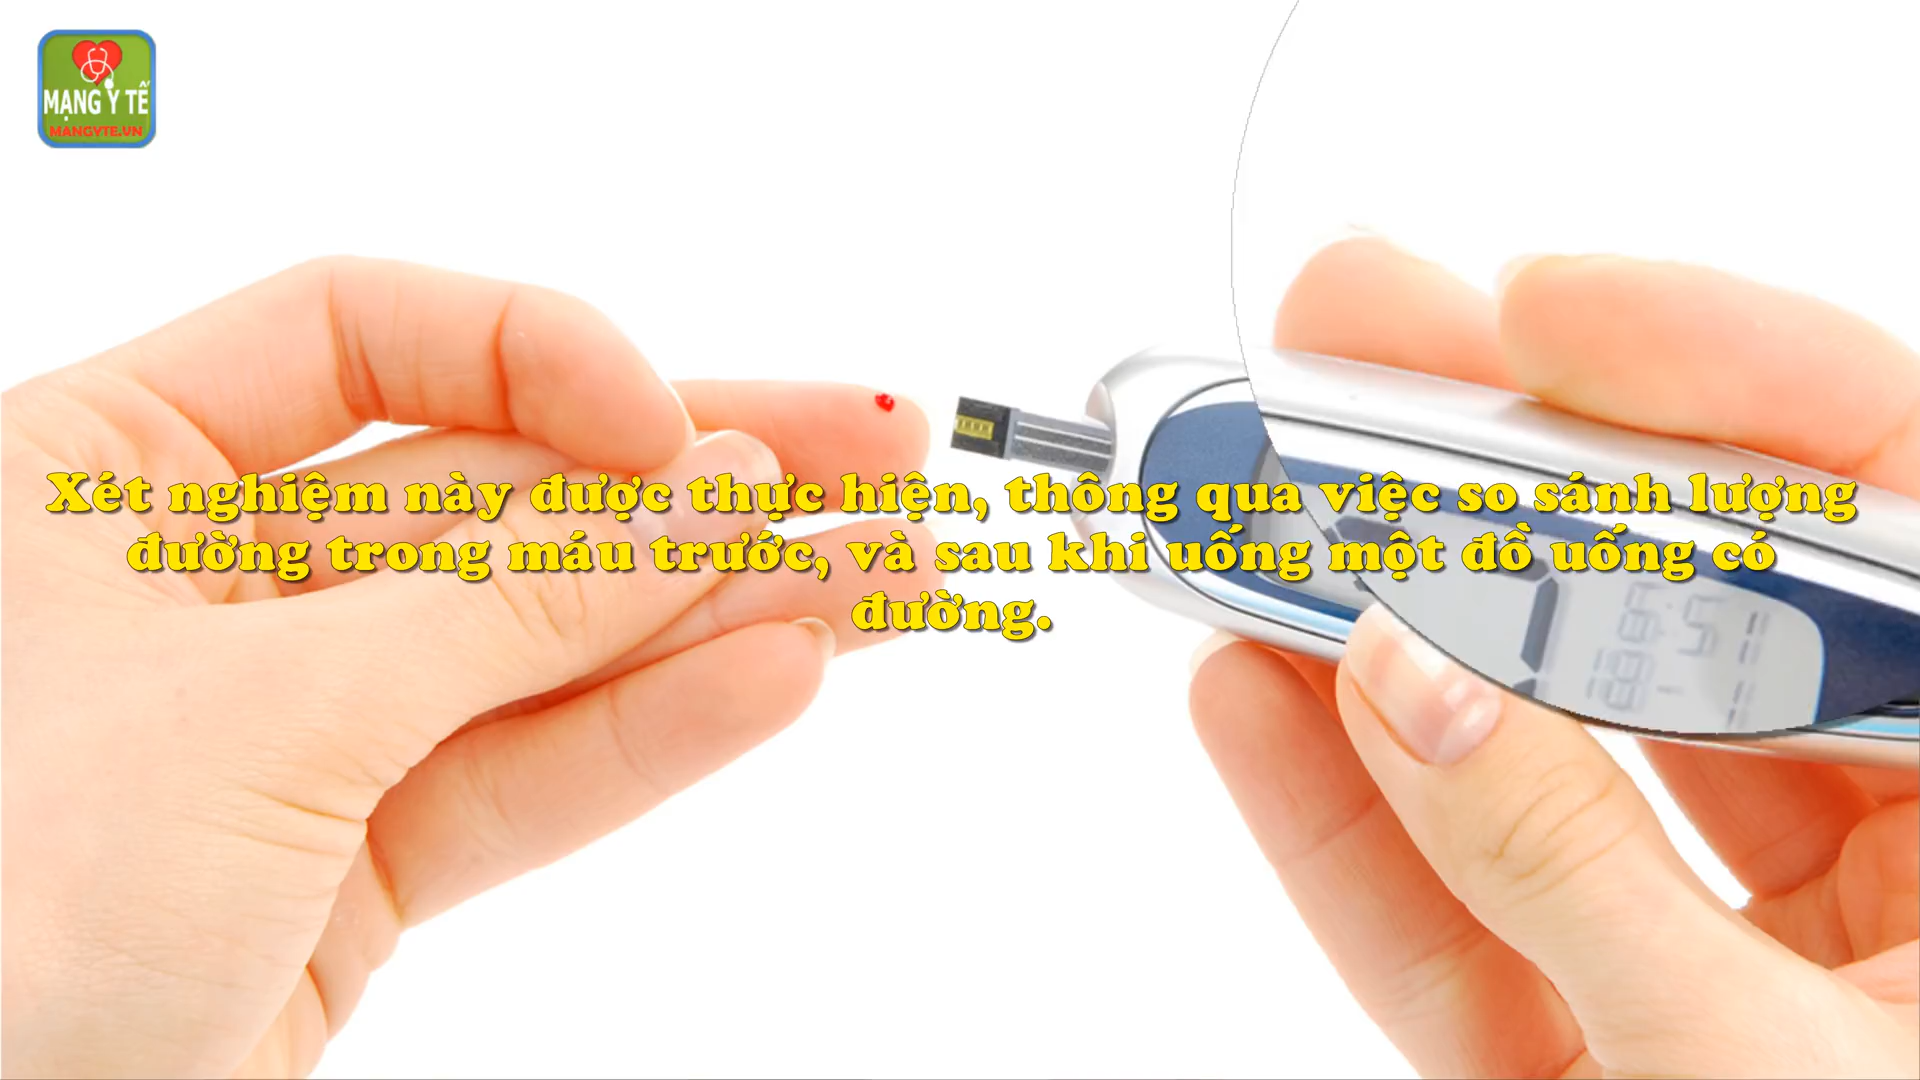 MẠNG Y TẾ
MANGYTE.VN
Xét nghiệm này được thực hiện, thông qua việc so sánh lượng
đường trong máu trước, và sau khi uống một đồ uống có
đường.